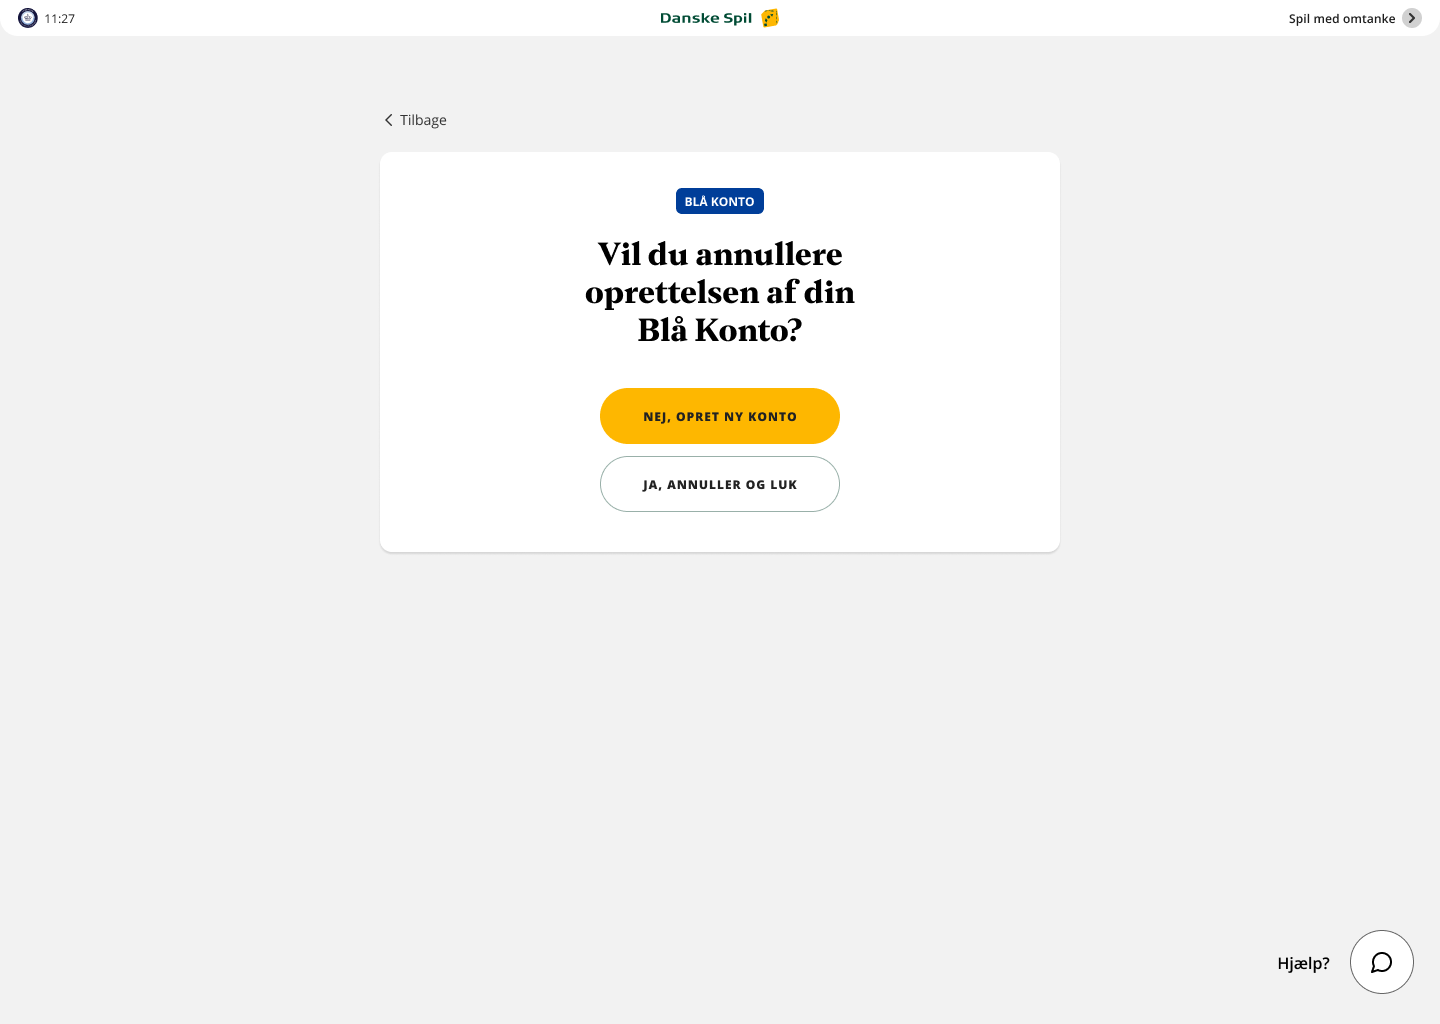 11:27
Danske Spil
Spil med omtanke
Tilbage
BLÅ KONTO
Vil du annullere
oprettelsen af din
Blå Konto?
NEJ, OPRET NY KONTO
JA, ANNULLER OG LUK
Hjælp?